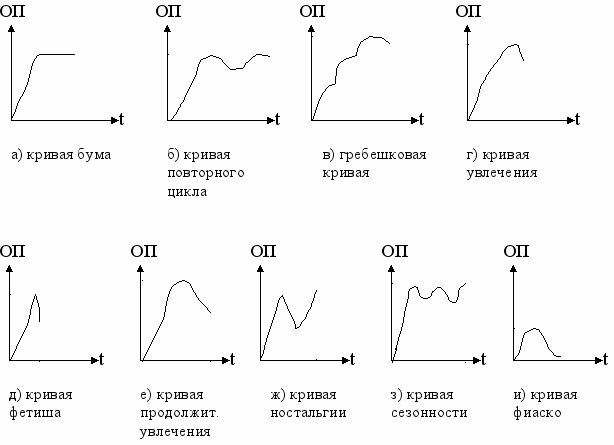 ОП ОП ОП ОП
t t t t
а) кривая бума б) кривая в) гребешковая г) кривая
повторного кривая увлечения
цикла
ОП ОП ОП ОП ОП
t t t t t
д) кривая е) кривая ж) кривая з) кривая и) кривая
фетиша продолжит. ностальгии сезонности фиаско
увлечения